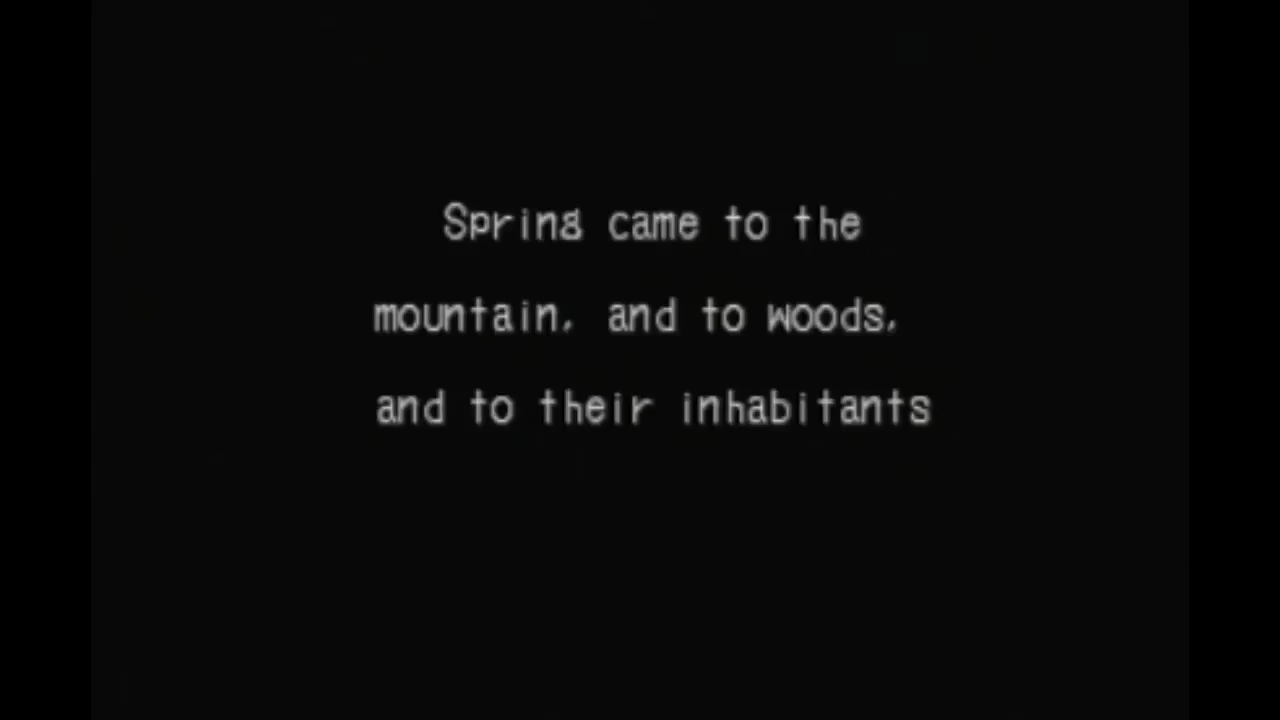 Spring came to the
mountain, and to woods,
and to their inhabitants